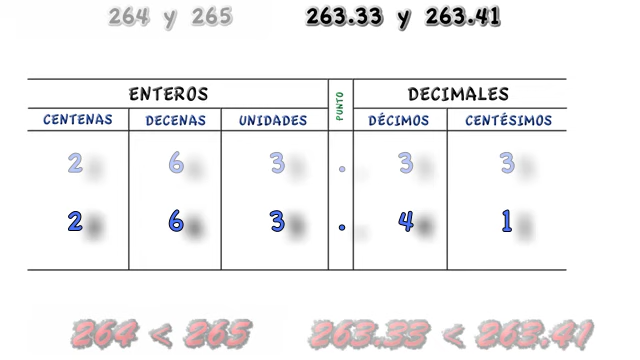 264 y 265 263.33 y 263.41
ENTEROS PUNTO DECIMALES
CENTENAS DECENAS UNIDADES DÉCIMOS CENTÉSIMOS
2 6 3 . 3 3
2 6 3 . 4 1
264 < 265 263.33 < 263.41